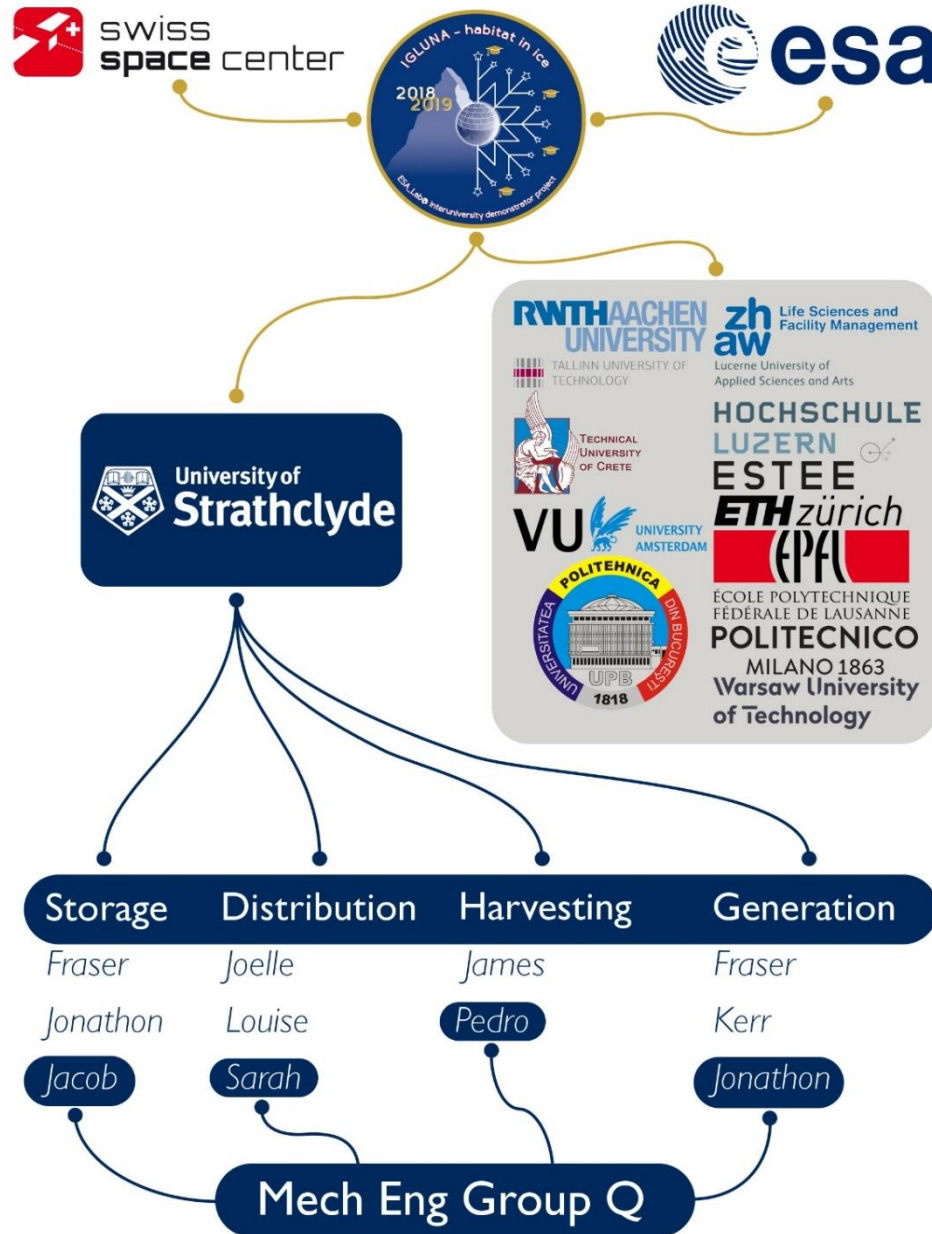 swiss
space center
IGLUNA - habitat in ice
2018
2019
ESA_Lab@ interuniversity demonstrator project
esa
University of
Strathclyde
RWTHAACHEN
UNIVERSITY
TALLINN UNIVERSITY OF
TECHNOLOGY
TECHNICAL
UNIVERSITY
OF CRETE
VU
UNIVERSITY
AMSTERDAM
UNIVERSITATEA
POLITEHNICA
DIN BUCUREȘTI
UPB
1818
zh
aw
Life Sciences and
Facility Management
Lucerne University of
Applied Sciences and Arts
HOCHSCHULE
LUZERN
ESTEE
ETH zürich
EPFL
ÉCOLE POLYTECHNIQUE
FÉDÉRALE DE LAUSANNE
POLITECNICO
MILANO 1863
Warsaw University
of Technology
Storage Distribution Harvesting Generation
Fraser Joelle James Fraser
Jonathon Louise Pedro Kerr
Jacob Sarah Jonathon
Mech Eng Group Q